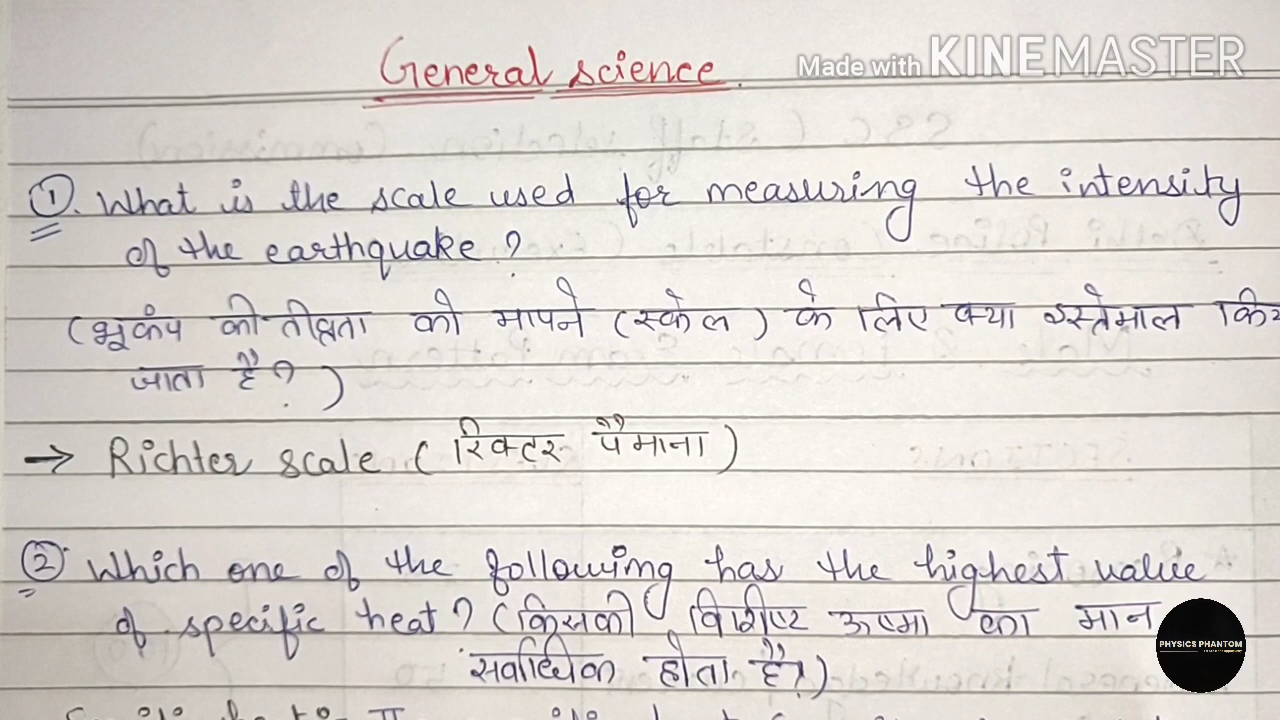 General science.
Made with KINEMASTER
①. What is the scale used for measuring the intensity
of the earthquake ?
(भूकंप की तीव्रता को मापने (स्केल) के लिए क्या इस्तेमाल
जाता है ? )
→ Richter scale ( रिक्टर पैमाना )
② Which one of the following has the highest value
of specific heat ? ( किसकी विशिष्ट ऊष्मा का मान
सर्वाधिक होता है ? )
PHYSICS PHANTOM